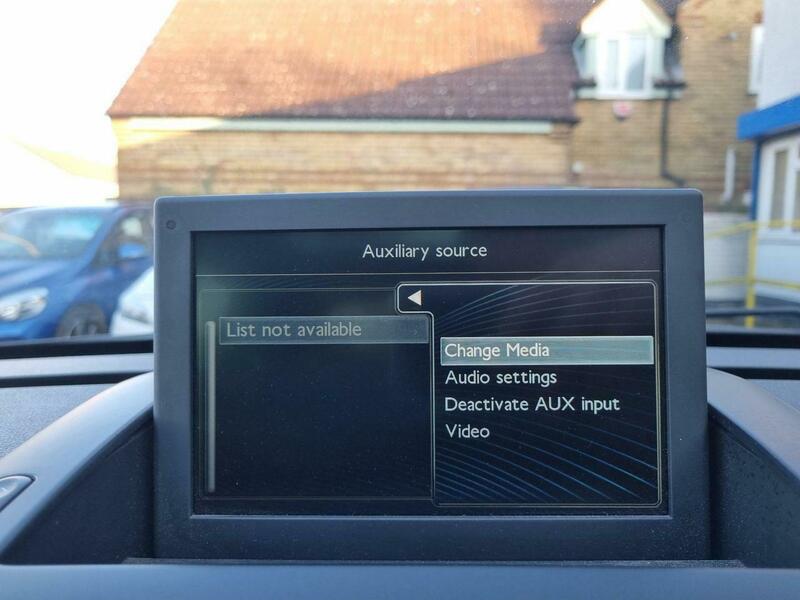 Auxiliary source
List not available
Change Media
Audio settings
Deactivate AUX input
Video